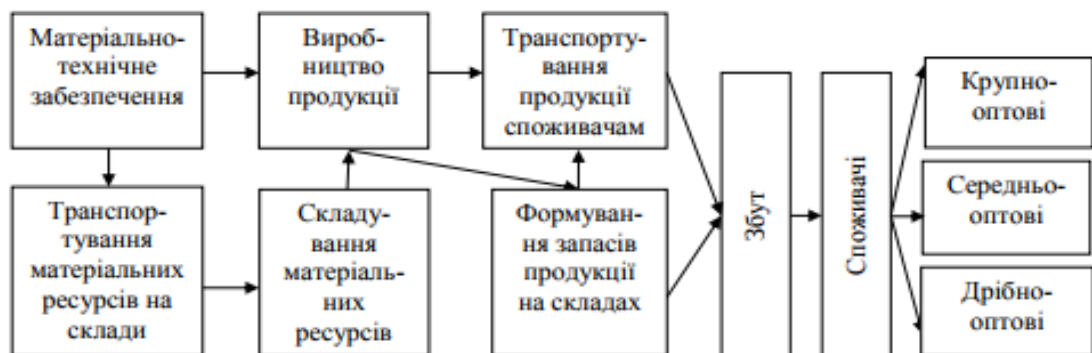 Матеріально-
технічне
забезпечення
Вироб-
ництво
продукції
Транспорту-
вання
продукції
споживачам
Транспор-
тування
матеріальних
ресурсів на
склади
Складу-
вання
матеріаль-
них
ресурсів
Формуван-
ня запасів
продукції
на складах
Збут
Споживачі
Крупно-
оптові
Середньо-
оптові
Дрібно-
оптові